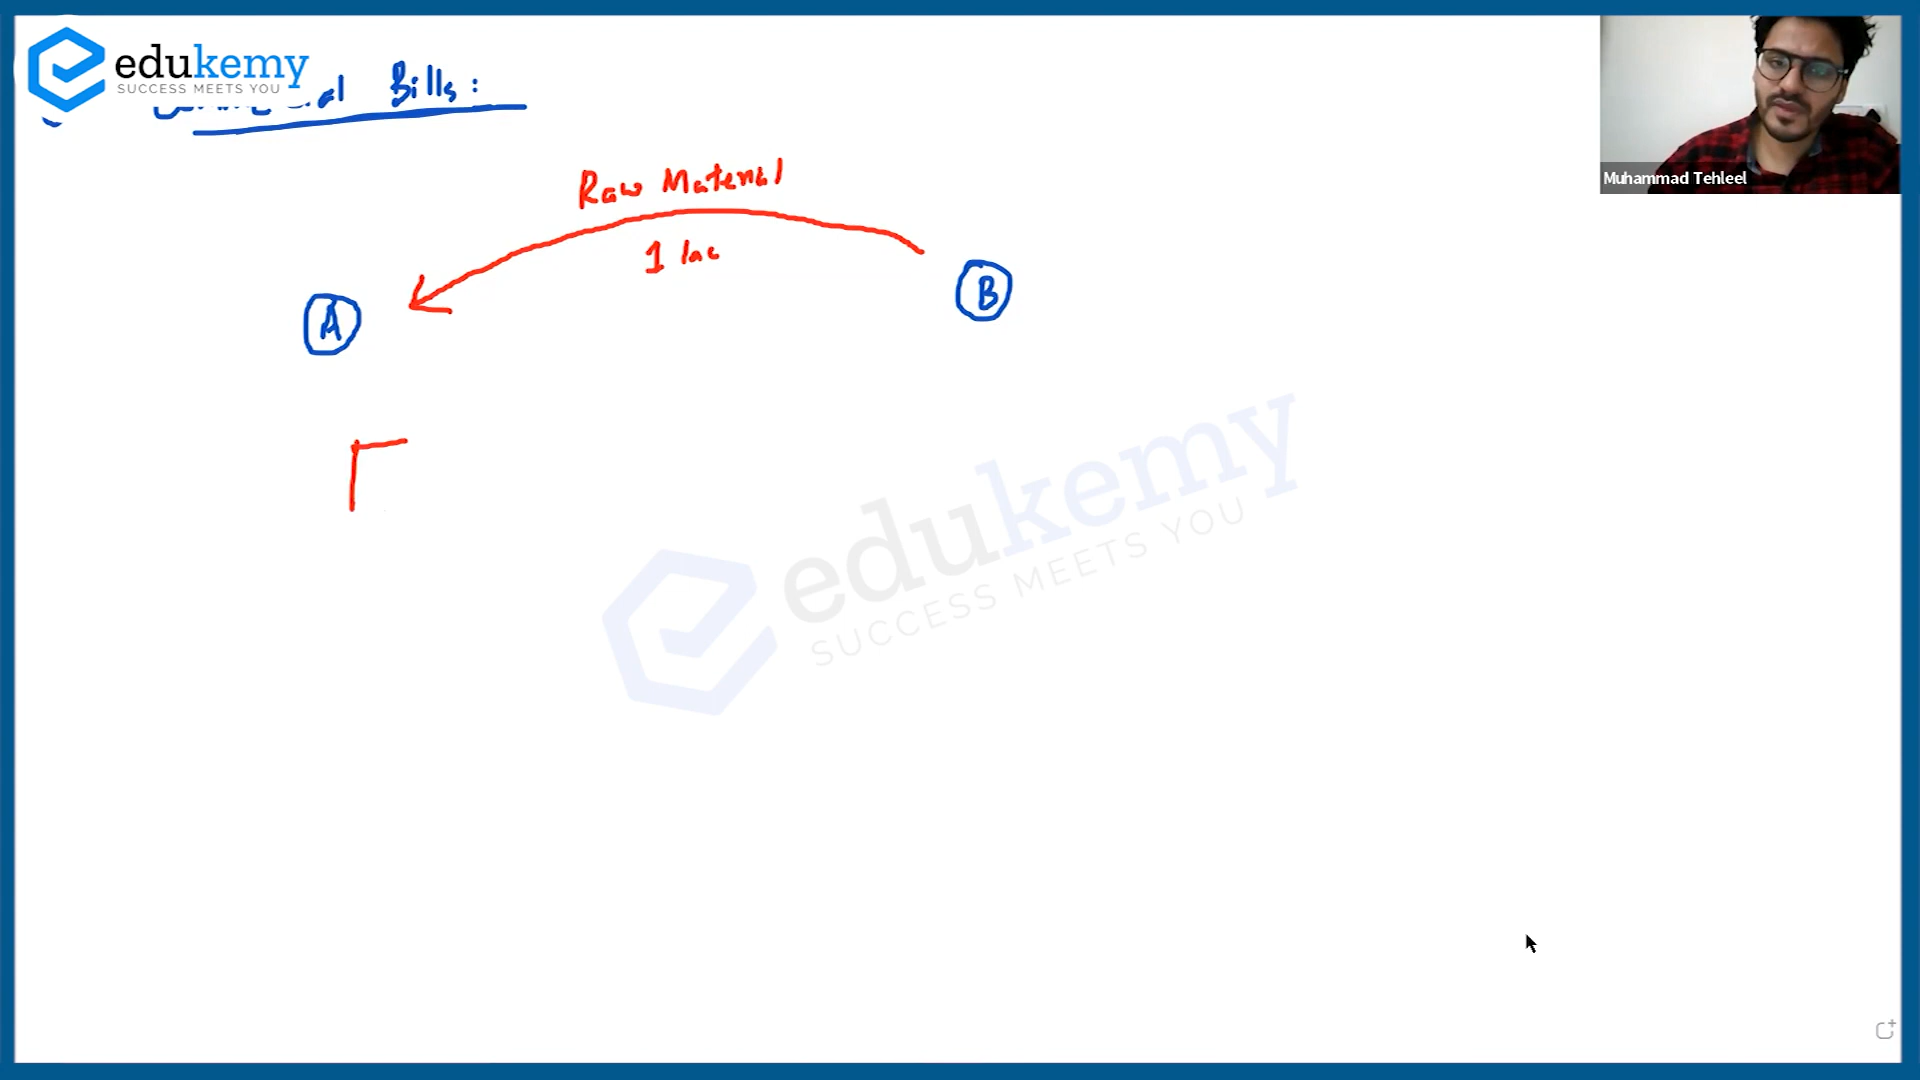 edukemy
SUCCESS MEETS YOU
Bills:
Muhammad Tehleel
Raw Material
1 lac
A
B
edukemy
SUCCESS MEETS YOU